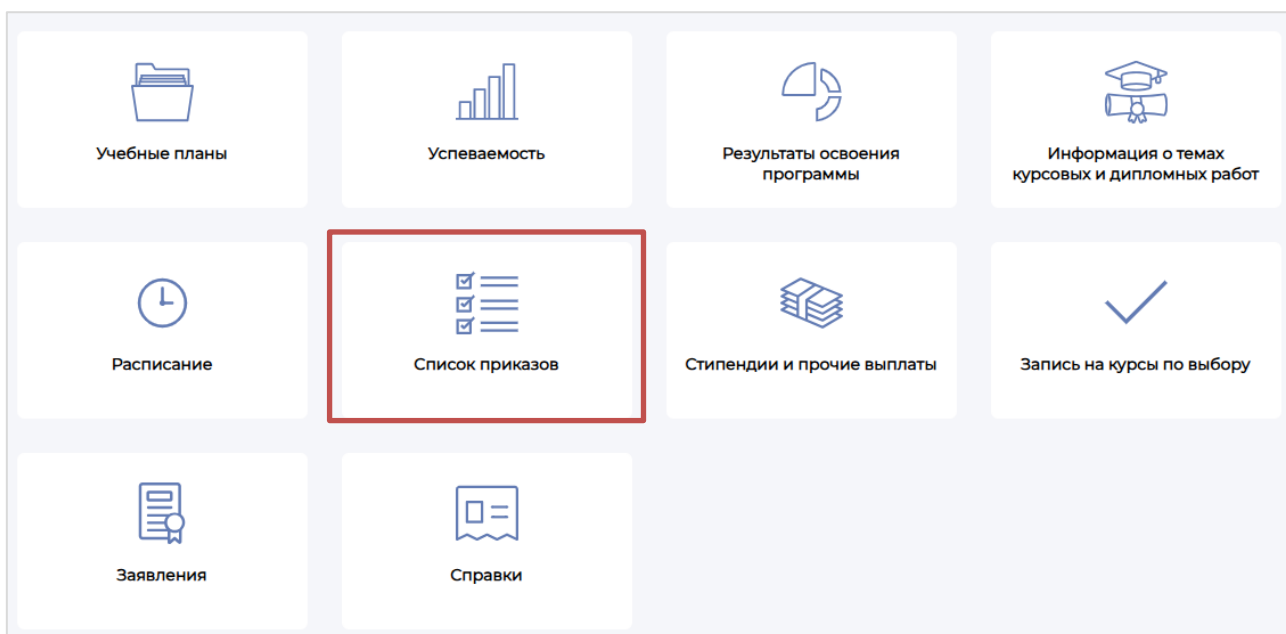 Учебные планы
Успеваемость
Результаты освоения
программы
Информация о темах
курсовых и дипломных работ
Расписание
Список приказов
Стипендии и прочие выплаты
Запись на курсы по выбору
Заявления
Справки